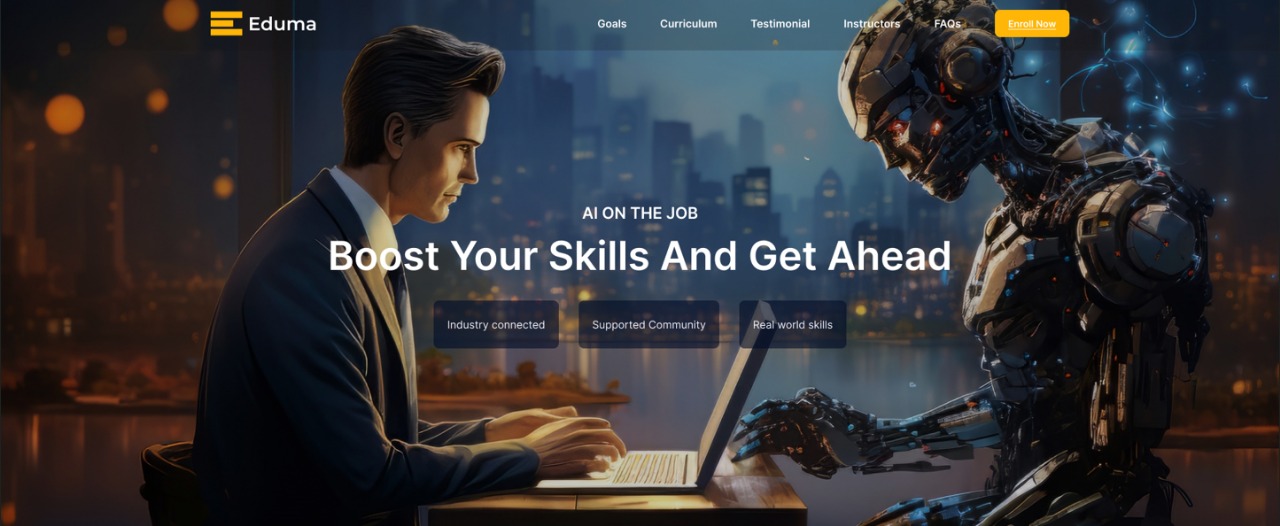 Eduma
Goals Curriculum Testimonial Instructors FAQs Enroll Now
AI ON THE JOB
Boost Your Skills And Get Ahead
Industry connected Supported Community Real world skills